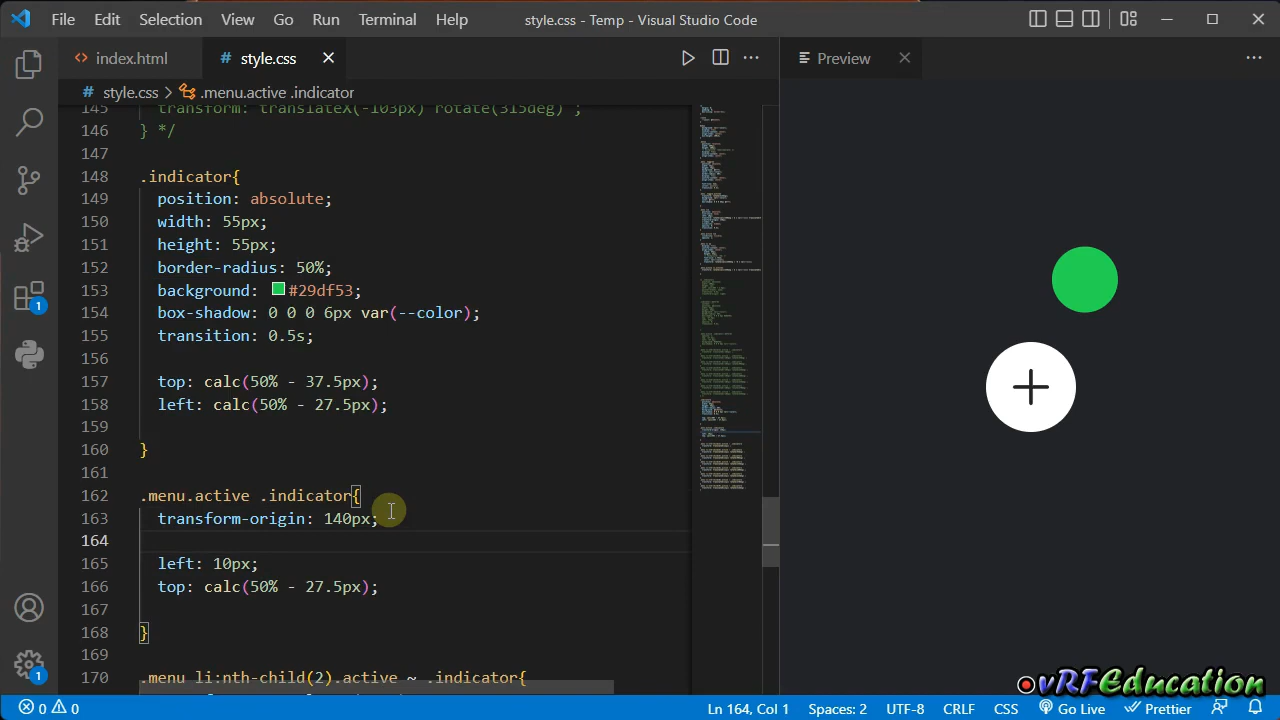 File Edit Selection View Go Run Terminal Help style.css - Temp - Visual Studio Code
index.html # style.css Preview
# style.css > .menu.active .indicator
145 transform: translateX(-103px) rotate(315deg) ;
146 } */
147
148 .indicator{
149 position: absolute;
150 width: 55px;
151 height: 55px;
152 border-radius: 50%;
153 background: #29df53;
154 box-shadow: 0 0 0 6px var(--color);
155 transition: 0.5s;
156
157 top: calc(50% - 37.5px);
158 left: calc(50% - 27.5px);
159
160 }
161
162 .menu.active .indicator{
163 transform-origin: 140px;
164
165 left: 10px;
166 top: calc(50% - 27.5px);
167
168 }
169
170 .menu li:nth-child(2).active ~ .indicator{
1
1
vRFEducation
0 0 Ln 164, Col 1 Spaces: 2 UTF-8 CRLF CSS Go Live Prettier